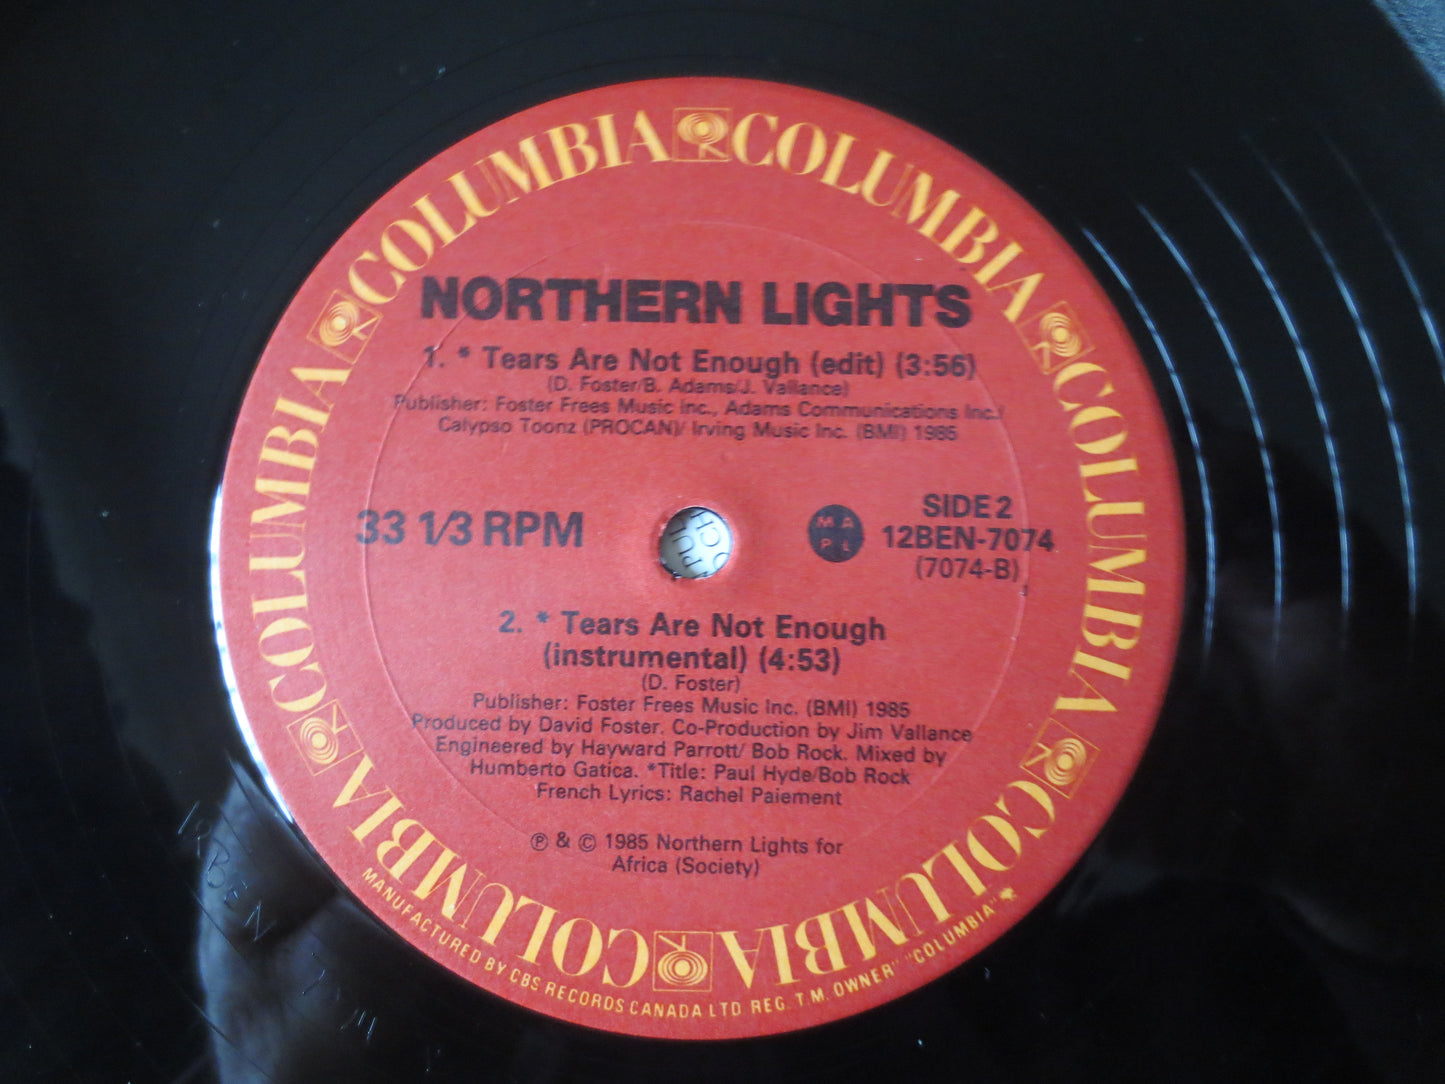 COLUMBIA COLUMBIA COLUMBIA COLUMBIA COLUMBIA COLUMBIA COLUMBIA COLUMBIA
NORTHERN LIGHTS
1. * Tears Are Not Enough (edit) (3:56)
(D. Foster/B. Adams/J. Vallance)
Publisher: Foster Frees Music Inc., Adams Communications Inc./
Calypso Toonz (PROCAN)/ Irving Music Inc. (BMI) 1985
33 1/3 RPM
M A
P L
SIDE 2
12BEN-7074
(7074-B)
2. * Tears Are Not Enough
(instrumental) (4:53)
(D. Foster)
Publisher: Foster Frees Music Inc. (BMI) 1985
Produced by David Foster. Co-Production by Jim Vallance
Engineered by Hayward Parrott/ Bob Rock. Mixed by
Humberto Gatica. *Title: Paul Hyde/Bob Rock
French Lyrics: Rachel Paiement
℗ & © 1985 Northern Lights for
Africa (Society)
MANUFACTURED BY CBS RECORDS CANADA LTD REG. T.M. OWNER" "COLUMBIA"